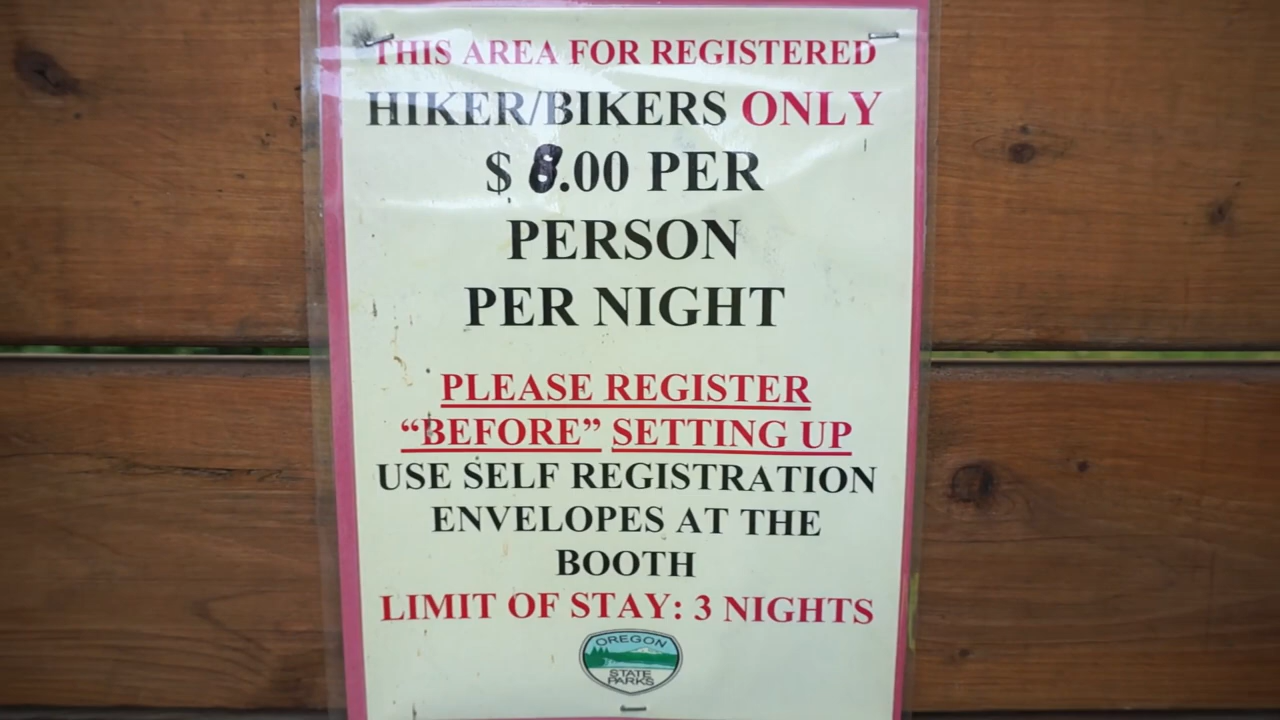 THIS AREA FOR REGISTERED
HIKER/BIKERS ONLY
$ 8.00 PER
PERSON
PER NIGHT
PLEASE REGISTER
“BEFORE” SETTING UP
USE SELF REGISTRATION
ENVELOPES AT THE
BOOTH
LIMIT OF STAY: 3 NIGHTS
OREGON
STATE
PARKS